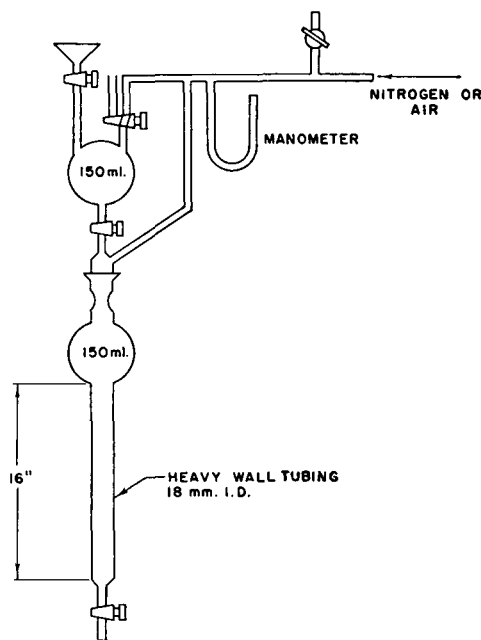 NITROGEN OR
AIR
MANOMETER
150 ml.
150 ml.
16"
HEAVY WALL TUBING
18 mm. I.D.